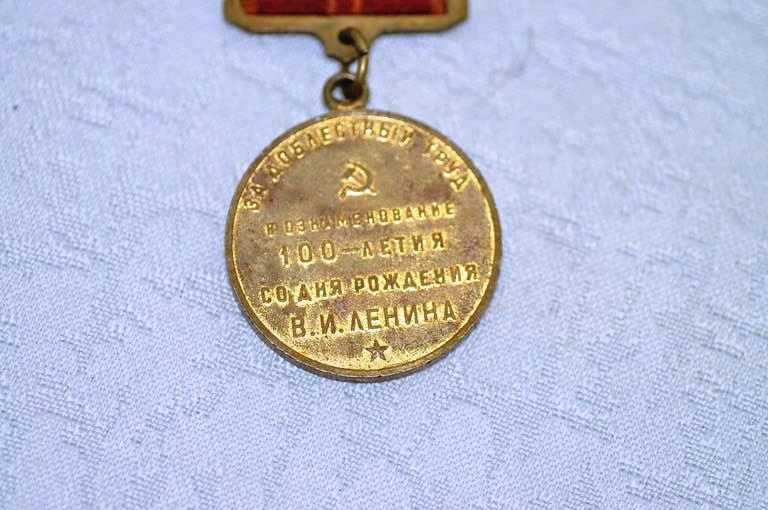 ЗА ДОБЛЕСТНЫЙ ТРУД
В ОЗНАМЕНОВАНИЕ
100-ЛЕТИЯ
СО ДНЯ РОЖДЕНИЯ
В.И.ЛЕНИНА